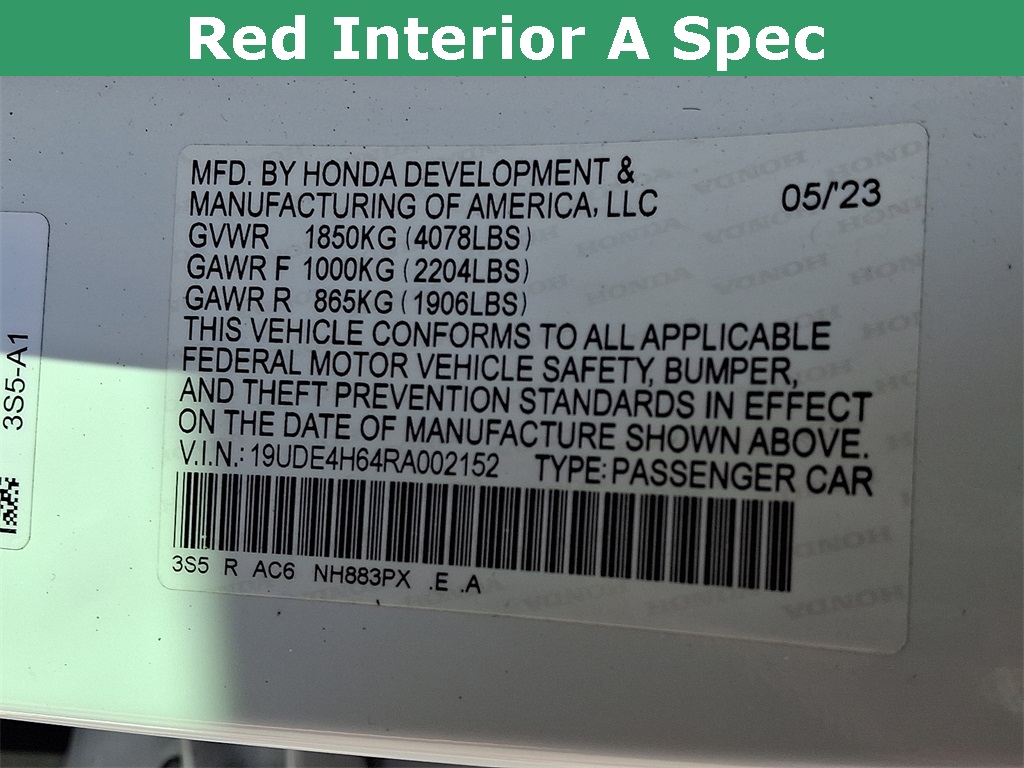 Red Interior A Spec
MFD. BY HONDA DEVELOPMENT &
MANUFACTURING OF AMERICA, LLC 05/'23
GVWR 1850KG (4078LBS)
GAWR F 1000KG (2204LBS)
GAWR R 865KG (1906LBS)
THIS VEHICLE CONFORMS TO ALL APPLICABLE
FEDERAL MOTOR VEHICLE SAFETY, BUMPER,
AND THEFT PREVENTION STANDARDS IN EFFECT
ON THE DATE OF MANUFACTURE SHOWN ABOVE.
V.I.N.: 19UDE4H64RA002152 TYPE: PASSENGER CAR
3S5 R AC6 NH883PX .E .A
3S5-A1